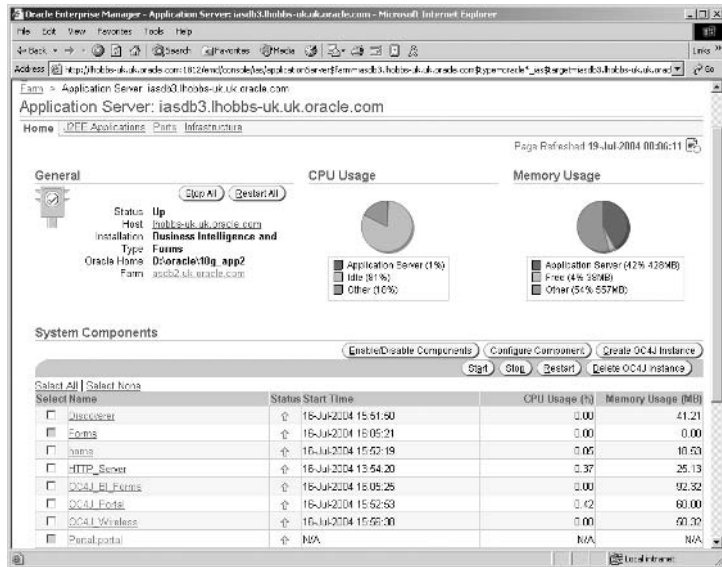 Oracle Enterprise Manager - Application Server: iasdb3.lhobbs-uk.uk.oracle.com - Microsoft Internet Explorer
File Edit View Favorites Tools Help
Back Search Favorites Media Links
Address Go
Farm > Application Server: iasdb3.lhobbs-uk.uk.oracle.com
Application Server: iasdb3.lhobbs-uk.uk.oracle.com
Home J2EE Applications Ports Infrastructure
Page Refreshed 19-Jul-2004 00:06:11
General CPU Usage Memory Usage
Stop All Restart All
Status Up
Host lhobbs-uk.uk.oracle.com
Installation Business Intelligence and
Type Forms
Oracle Home D:\oracle\10g_app2
Farm asdb2.uk.oracle.com
Application Server (1%)
Idle (81%)
Other (18%)
Application Server (42% 428MB)
Free (4% 38MB)
Other (54% 557MB)
System Components
Enable/Disable Components Configure Component Create OC4J Instance
Start Stop Restart Delete OC4J Instance
Select All | Select None
Select Name Status Start Time CPU Usage (%) Memory Usage (MB)
Discoverer 16-Jul-2004 15:51:50 0.00 41.21
Forms 16-Jul-2004 16:05:21 0.00 0.00
home 16-Jul-2004 15:52:19 0.05 18.53
HTTP_Server 16-Jul-2004 13:54:20 0.37 25.13
OC4J_BI_Forms 16-Jul-2004 16:05:25 0.00 92.32
OC4J_Portal 16-Jul-2004 15:52:53 0.42 60.00
OC4J_Wireless 16-Jul-2004 15:58:38 0.00 50.32
Portal:portal N/A N/A N/A
Local intranet